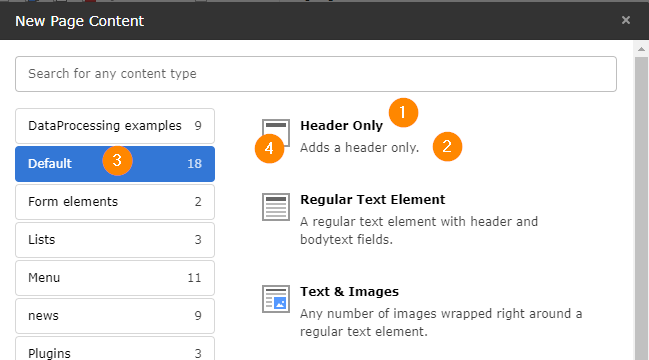 New Page Content
×
Search for any content type
DataProcessing examples 9
Default 3 18
Form elements 2
Lists 3
Menu 11
news 9
Plugins 3
Header Only 1
4 Adds a header only. 2
Regular Text Element
A regular text element with header and
bodytext fields.
Text & Images
Any number of images wrapped right around a
regular text element.